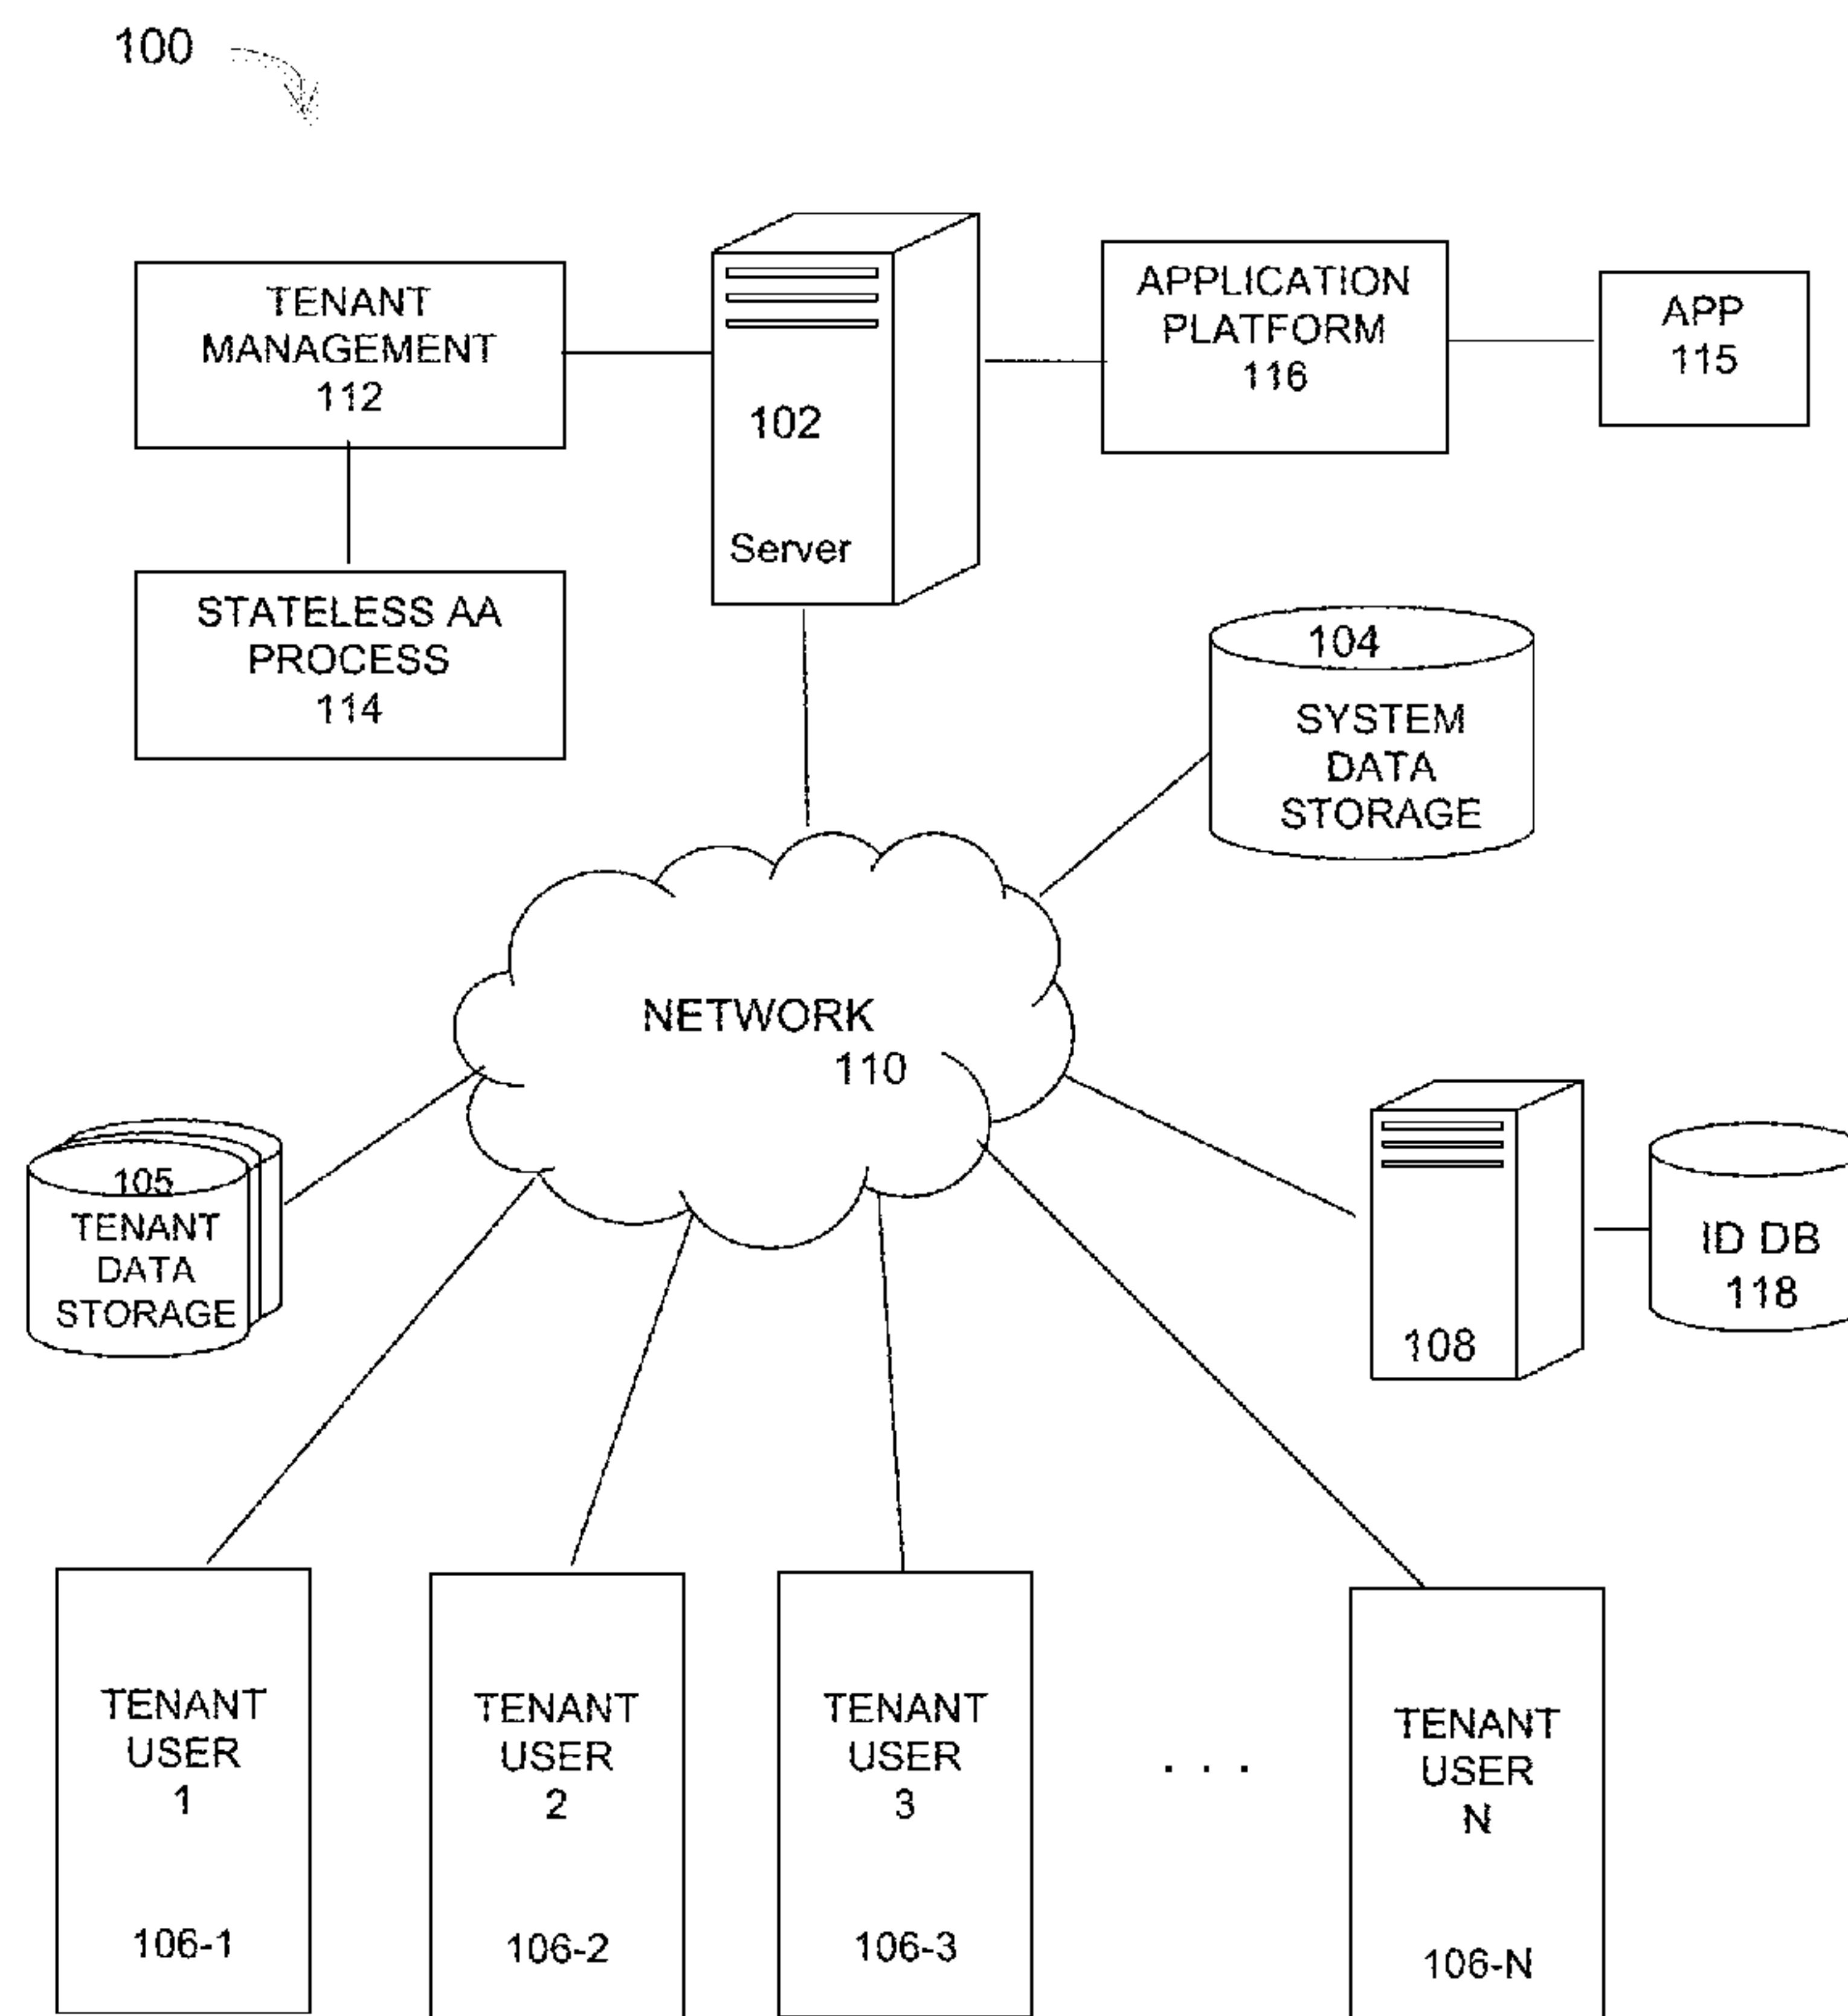 100
TENANT
MANAGEMENT
112
102
Server
APPLICATION
PLATFORM
116
APP
115
STATELESS AA
PROCESS
114
104
SYSTEM
DATA
STORAGE
NETWORK
110
105
TENANT
DATA
STORAGE
108
ID DB
118
TENANT
USER
1
106-1
TENANT
USER
2
106-2
TENANT
USER
3
106-3
. . .
TENANT
USER
N
106-N